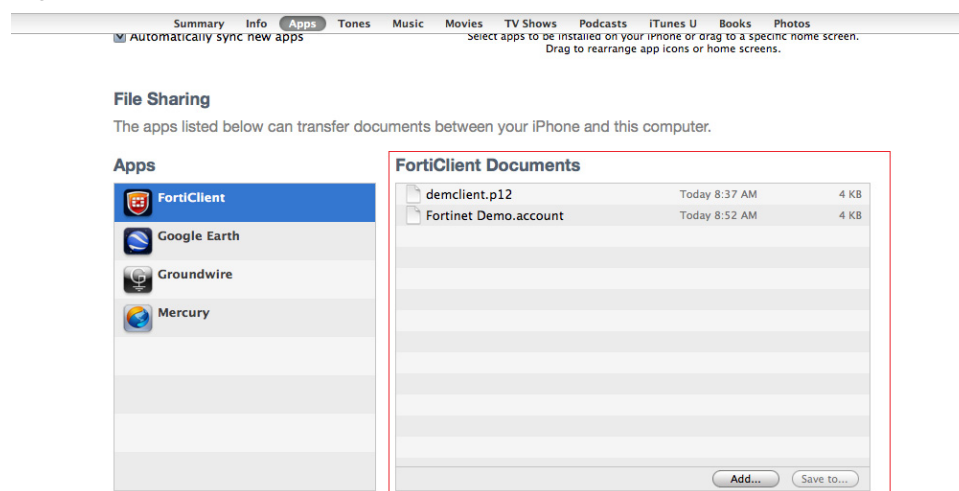 Summary Info Apps Tones Music Movies TV Shows Podcasts iTunes U Books Photos
Automatically sync new apps
Select apps to be installed on your iPhone or drag to a specific home screen.
Drag to rearrange app icons or home screens.
File Sharing
The apps listed below can transfer documents between your iPhone and this computer.
Apps
FortiClient
Google Earth
Groundwire
Mercury
FortiClient Documents
demclient.p12 Today 8:37 AM 4 KB
Fortinet Demo.account Today 8:52 AM 4 KB
Add... Save to...